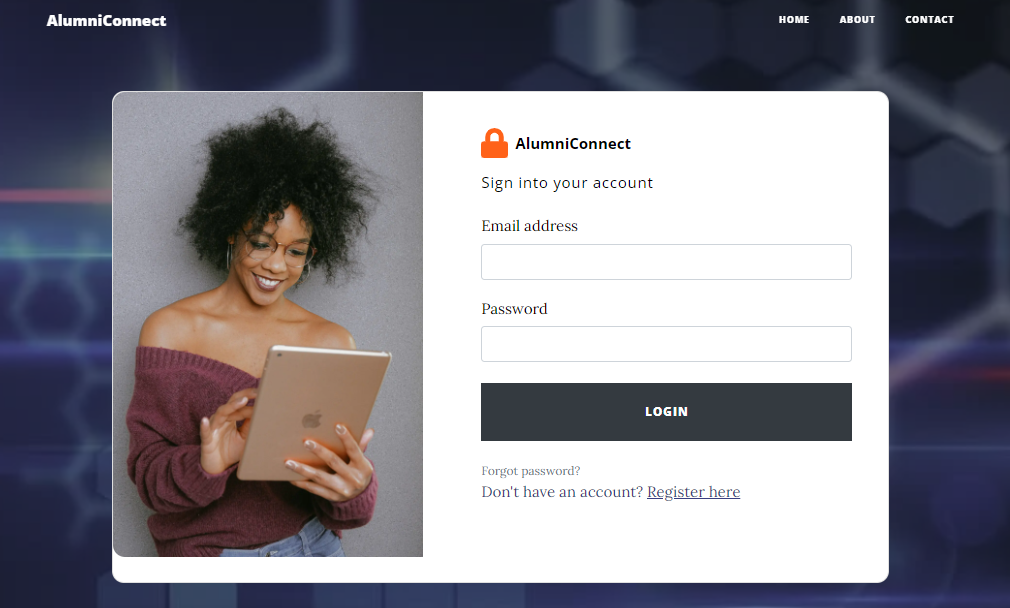 AlumniConnect
HOME ABOUT CONTACT
AlumniConnect
Sign into your account
Email address
Password
LOGIN
Forgot password?
Don't have an account? Register here